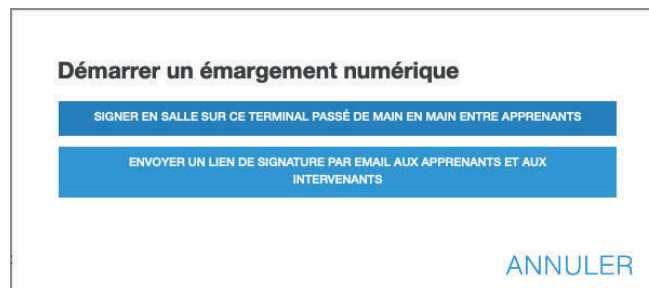 Démarrer un émargement numérique
SIGNER EN SALLE SUR CE TERMINAL PASSÉ DE MAIN EN MAIN ENTRE APPRENANTS
ENVOYER UN LIEN DE SIGNATURE PAR EMAIL AUX APPRENANTS ET AUX
INTERVENANTS
ANNULER